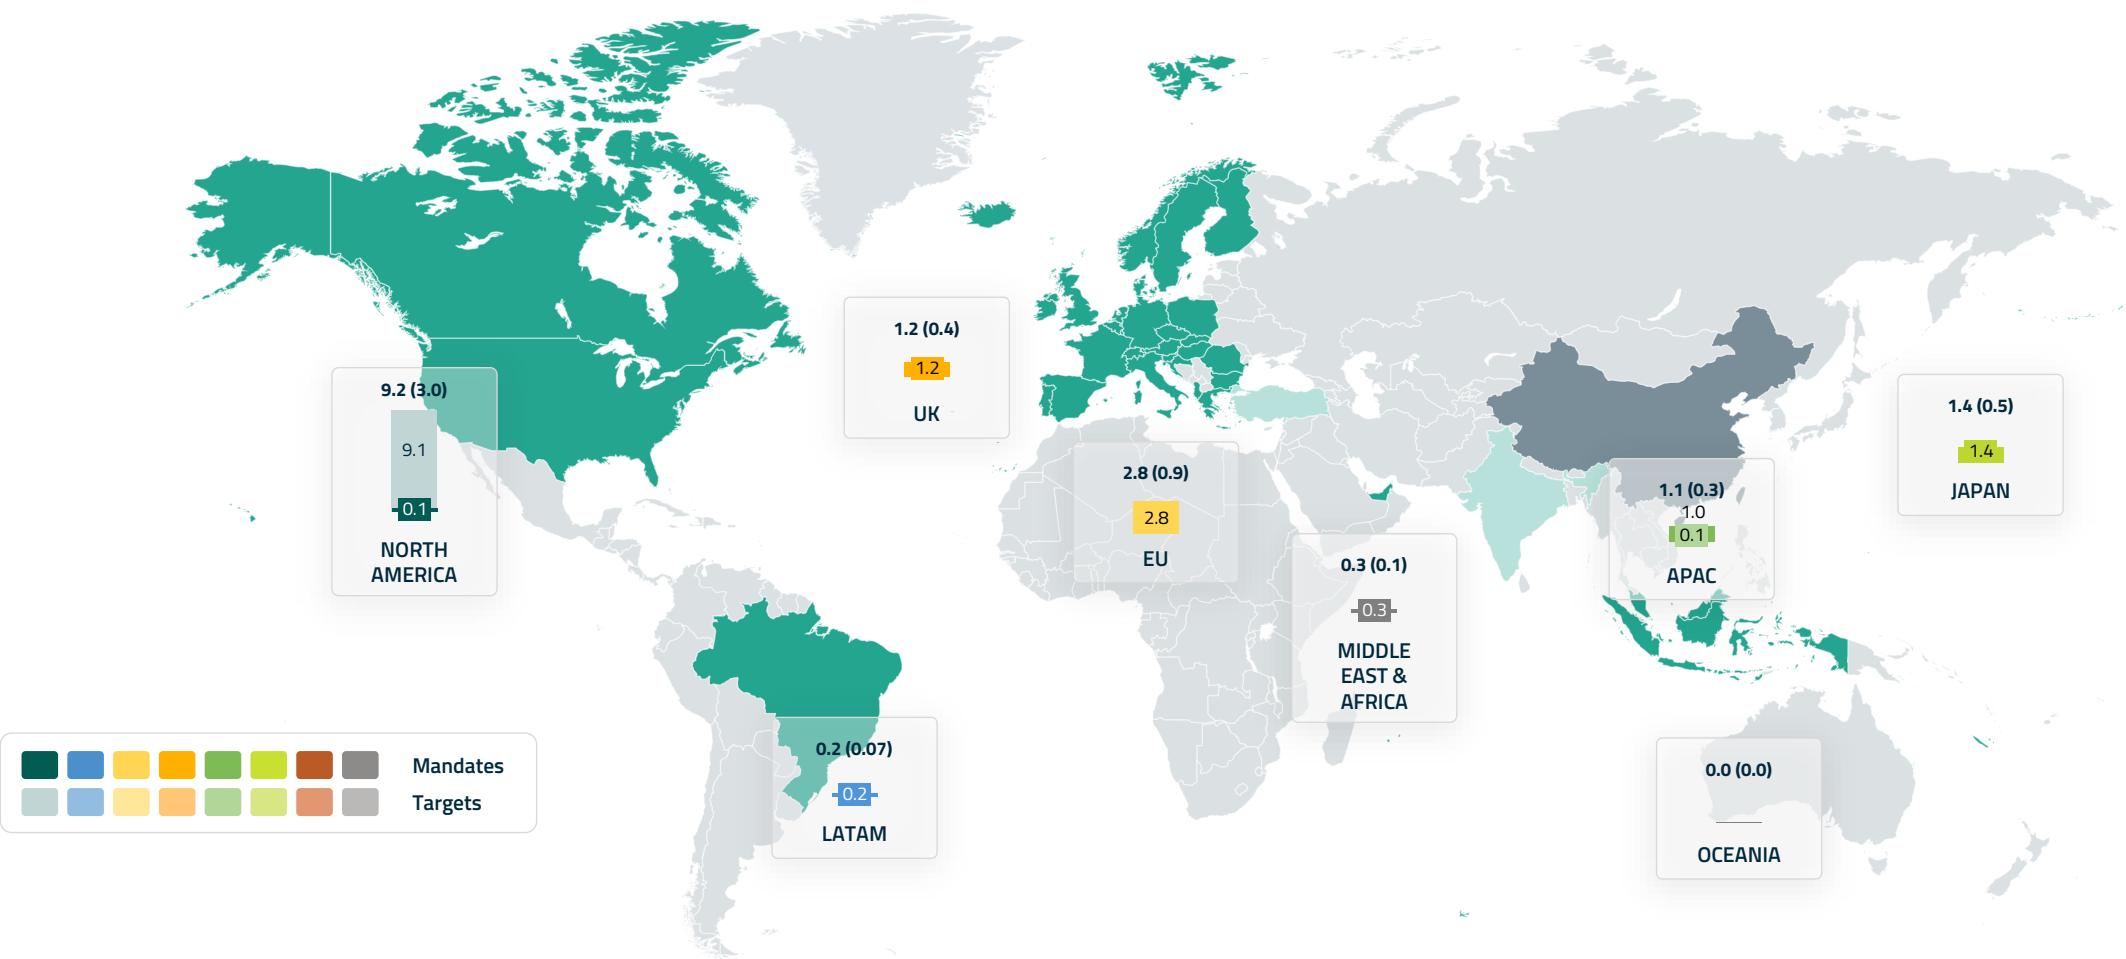 1.2 (0.4)
1.2
UK
9.2 (3.0)
9.1
0.1
NORTH
AMERICA
1.4 (0.5)
1.4
JAPAN
2.8 (0.9)
2.8
EU
1.1 (0.3)
1.0
0.1
APAC
0.3 (0.1)
0.3
MIDDLE
EAST &
AFRICA
0.2 (0.07)
0.2
LATAM
0.0 (0.0)
OCEANIA
Mandates
Targets